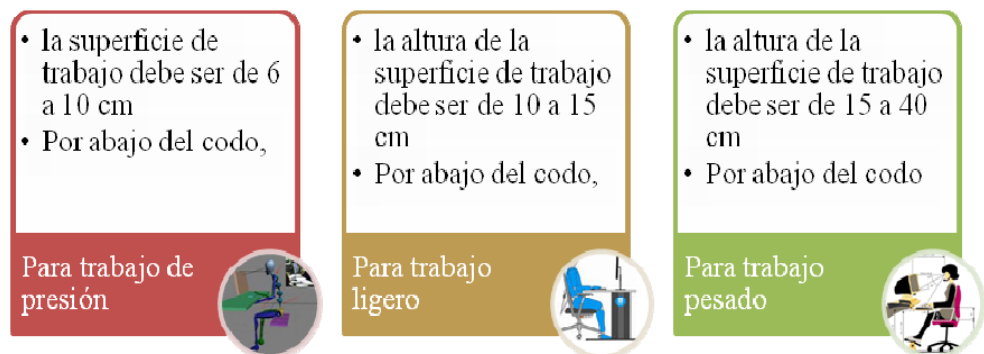 • la superficie de
trabajo debe ser de 6
a 10 cm
• Por abajo del codo,
Para trabajo de
presión
• la altura de la
superficie de trabajo
debe ser de 10 a 15
cm
• Por abajo del codo,
Para trabajo
ligero
• la altura de la
superficie de trabajo
debe ser de 15 a 40
cm
• Por abajo del codo
Para trabajo
pesado